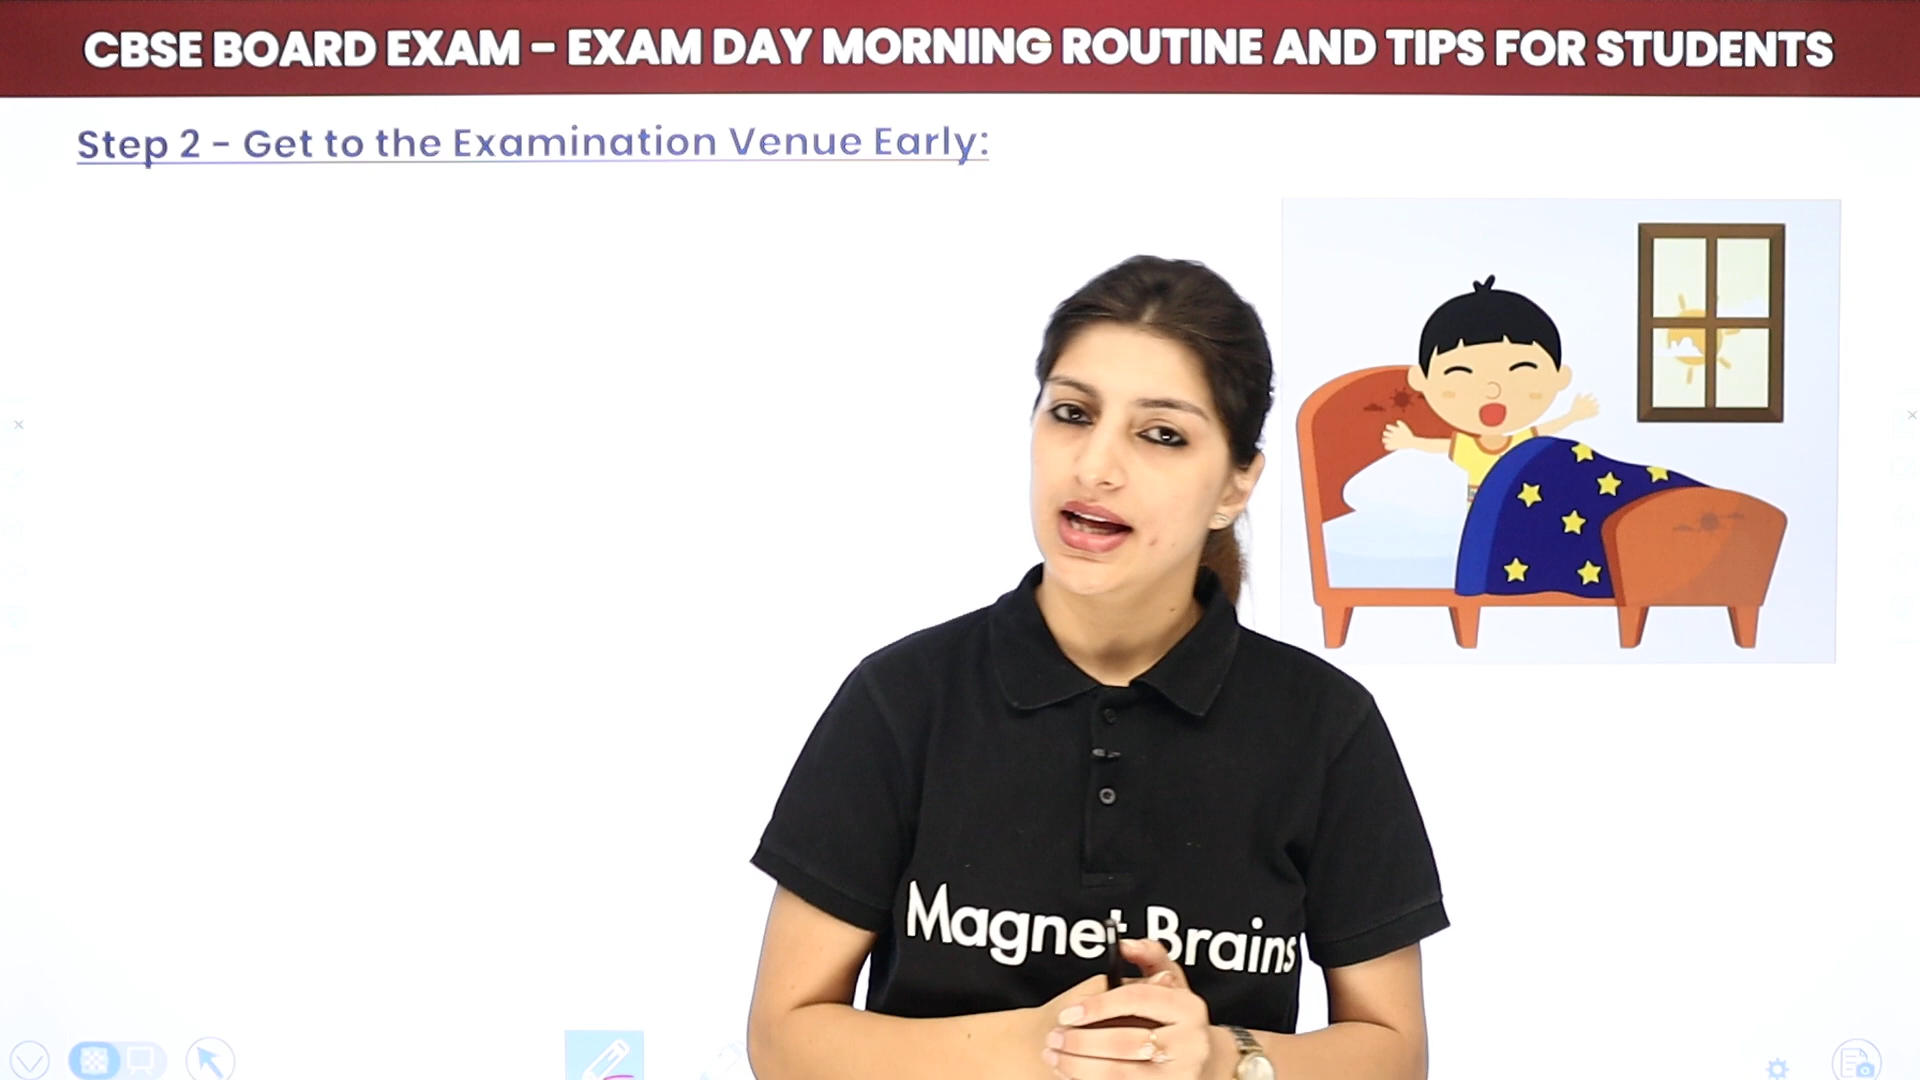 CBSE BOARD EXAM – EXAM DAY MORNING ROUTINE AND TIPS FOR STUDENTS
Step 2 - Get to the Examination Venue Early:
Magnet Brains